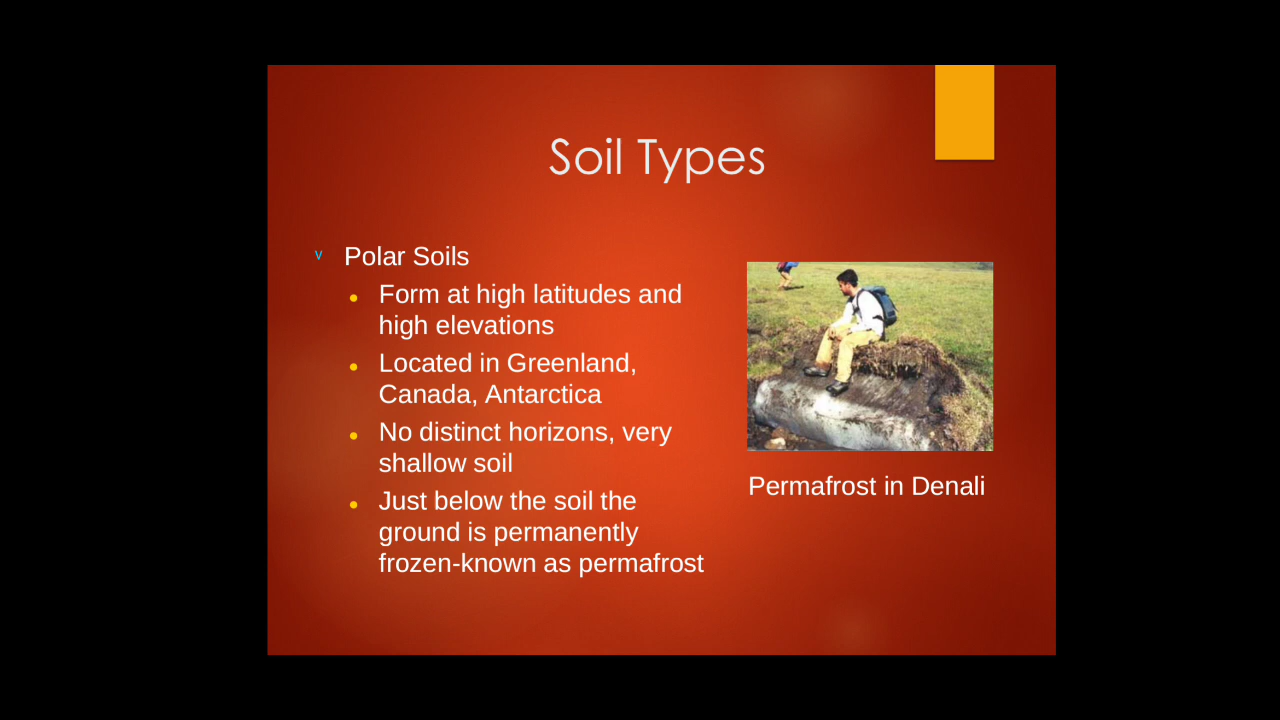 Soil Types
v Polar Soils
● Form at high latitudes and
high elevations
● Located in Greenland,
Canada, Antarctica
● No distinct horizons, very
shallow soil
● Just below the soil the
ground is permanently
frozen-known as permafrost
Permafrost in Denali